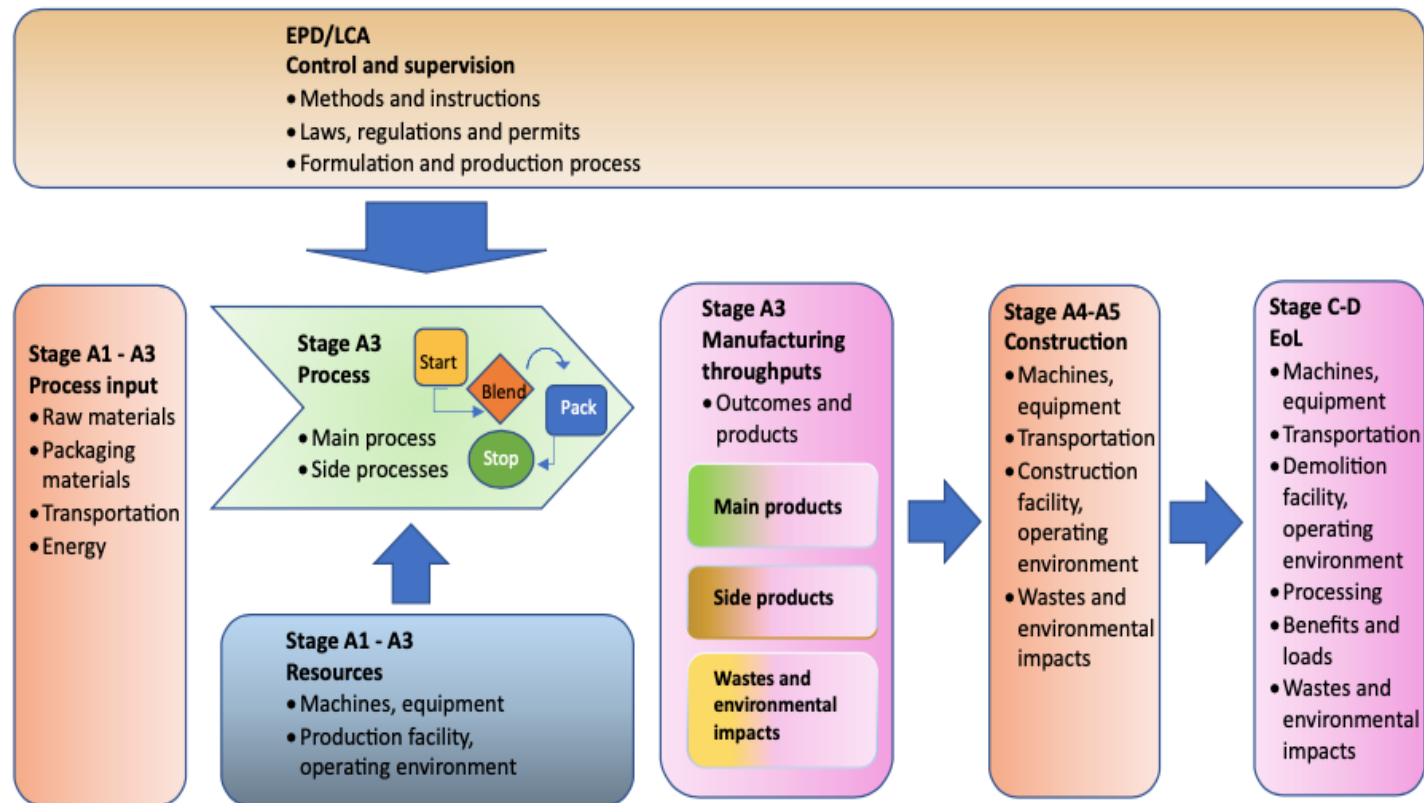 EPD/LCA
Control and supervision
• Methods and instructions
• Laws, regulations and permits
• Formulation and production process
Stage A1 - A3
Process input
• Raw materials
• Packaging
materials
• Transportation
• Energy
Stage A3
Process
• Main process
• Side processes
Start
Blend
Pack
Stop
Stage A1 - A3
Resources
• Machines, equipment
• Production facility,
operating environment
Stage A3
Manufacturing
throughputs
• Outcomes and
products
Main products
Side products
Wastes and
environmental
impacts
Stage A4-A5
Construction
• Machines,
equipment
• Transportation
• Construction
facility,
operating
environment
• Wastes and
environmental
impacts
Stage C-D
EoL
• Machines,
equipment
• Transportation
• Demolition
facility,
operating
environment
• Processing
• Benefits and
loads
• Wastes and
environmental
impacts